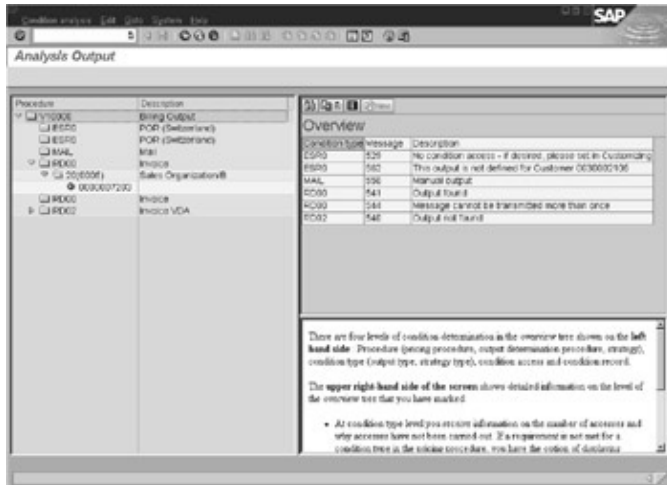 Condition analysis Edit Goto System Help
SAP
Analysis Output
Procedure Description
V10000 Billing Output
ESR0 POR (Switzerland)
ESR0 POR (Switzerland)
MAIL Mail
RD00 Invoice
20(0006) Sales Organization/B
0000007200
RD00 Invoice
RD02 Invoice VDA
Overview
Condition type Message Description
ESR0 525 No condition access - if desired, please set in Customizing
ESR0 562 This output is not defined for Customer
MAIL 556 Manual output
RD00 541 Output found
RD00 544 Message cannot be transmitted more than once
RD02 540 Output not found
There are four levels of condition determination in the overview tree shown on the left
hand side. Procedure (pricing procedure, output determination procedure, strategy),
condition type (output type, strategy type), condition access and condition record.
The upper right-hand side of the screen shows detailed information on the level of
the overview tree that you have marked
• At condition type level you receive information on the number of accesses and
why accesses have not been carried out. If a requirement is not met for a
condition type in the pricing procedure, you have the option of displaying